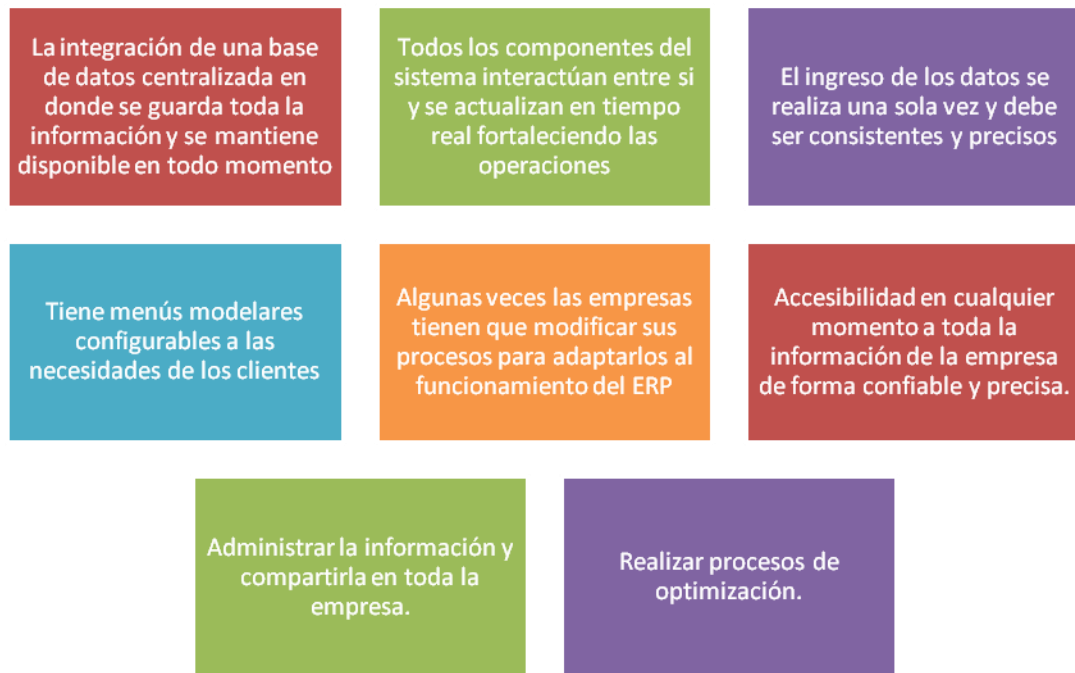 La integración de una base
de datos centralizada en
donde se guarda toda la
información y se mantiene
disponible en todo momento
Todos los componentes del
sistema interactúan entre si
y se actualizan en tiempo
real fortaleciendo las
operaciones
El ingreso de los datos se
realiza una sola vez y debe
ser consistentes y precisos
Tiene menús modelares
configurables a las
necesidades de los clientes
Algunas veces las empresas
tienen que modificar sus
procesos para adaptarlos al
funcionamiento del ERP
Accesibilidad en cualquier
momento a toda la
información de la empresa
de forma confiable y precisa.
Administrar la información y
compartirla en toda la
empresa.
Realizar procesos de
optimización.